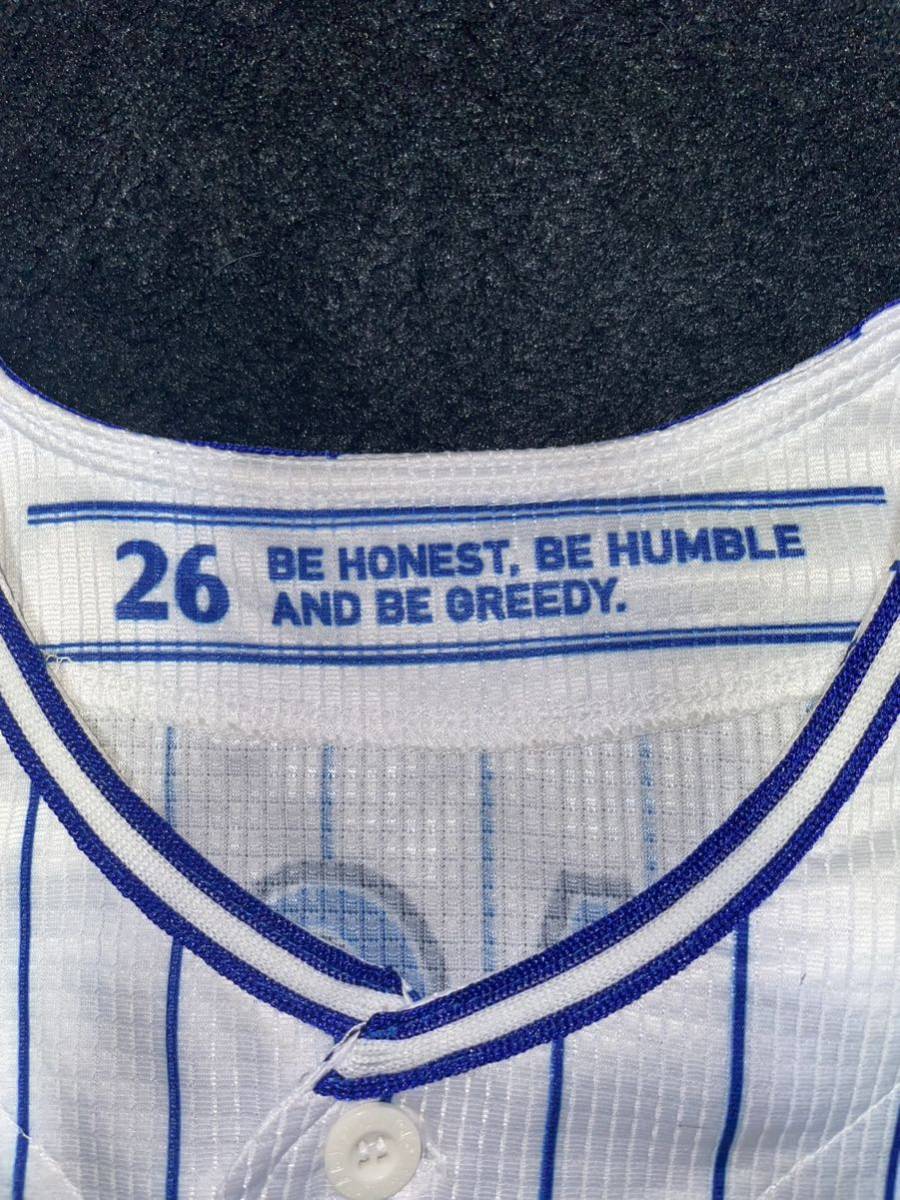 26 BE HONEST, BE HUMBLE
AND BE GREEDY.